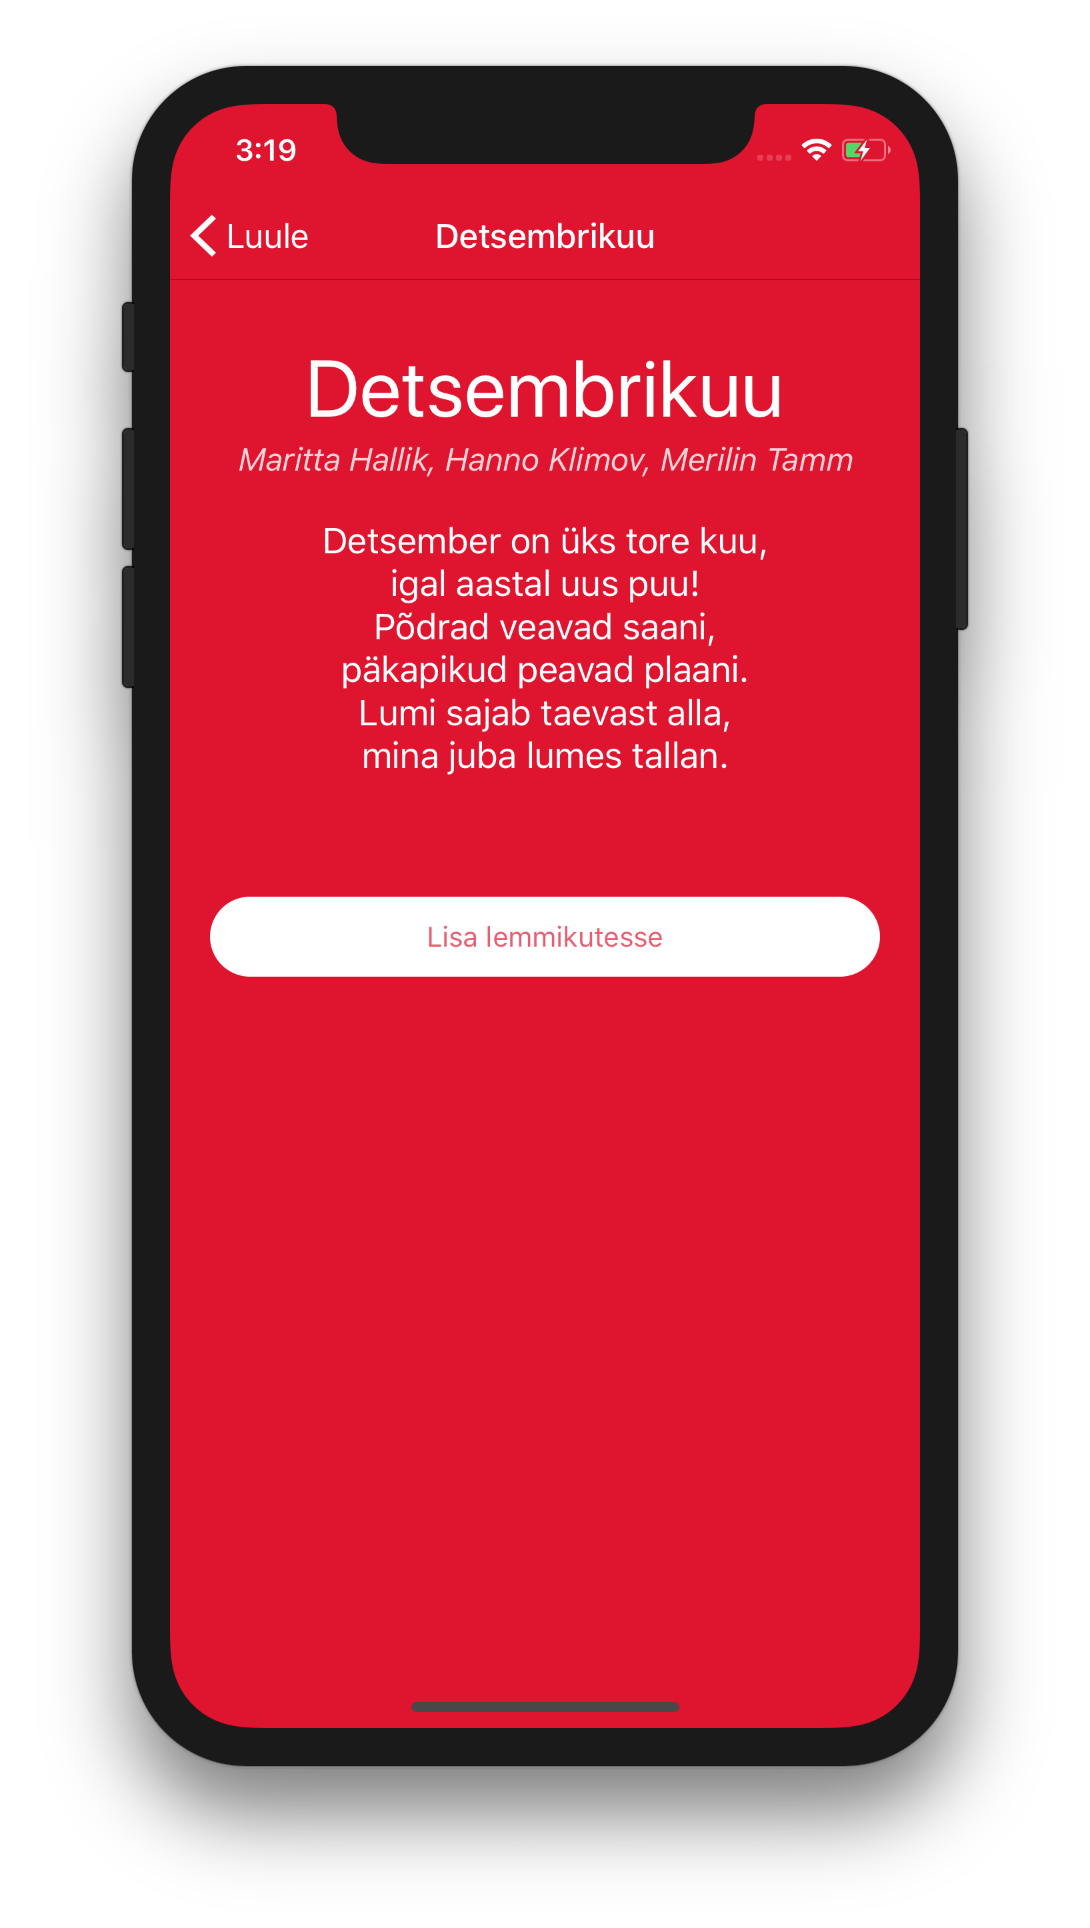 3:19
Luule
Detsembrikuu
Detsembrikuu
Maritta Hallik, Hanno Klimov, Merilin Tamm
Detsember on üks tore kuu,
igal aastal uus puu!
Põdrad veavad saani,
päkapikud peavad plaani.
Lumi sajab taevast alla,
mina juba lumes tallan.
Lisa lemmikutesse